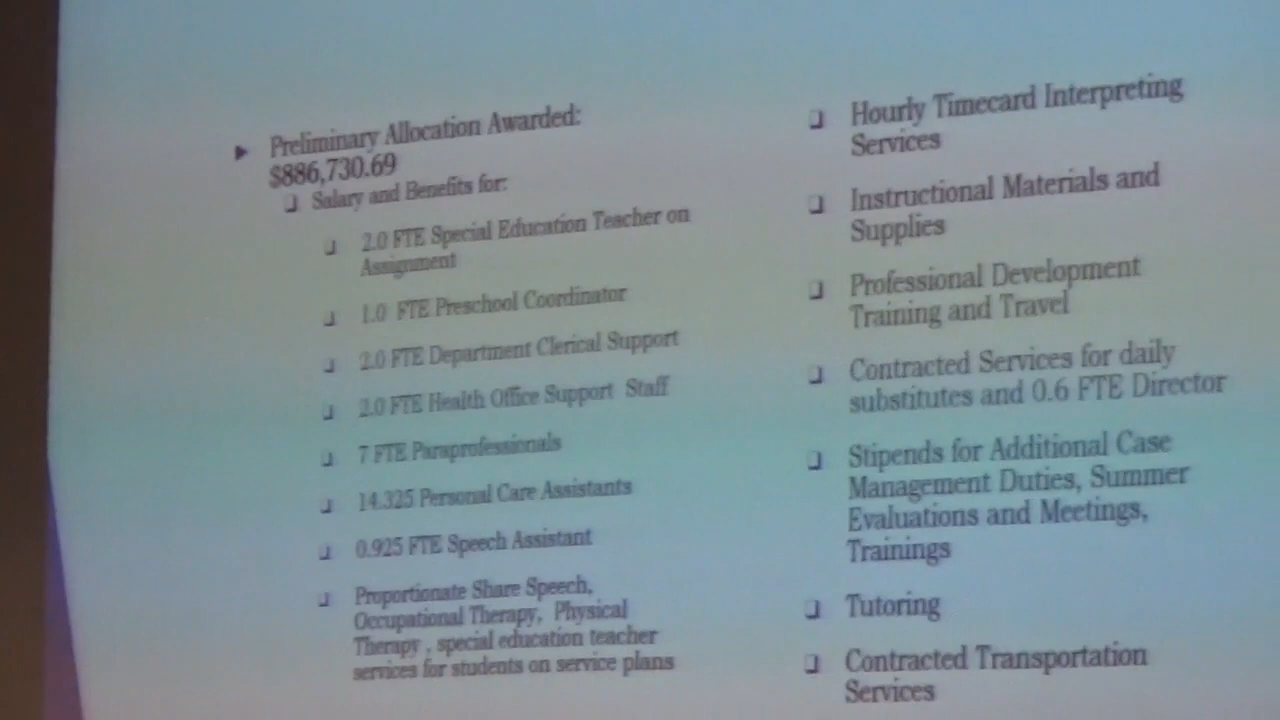 Preliminary Allocation Awarded:
$886,730.69
Salary and Benefits for:
2.0 FTE Special Education Teacher on
Assignment
1.0 FTE Preschool Coordinator
2.0 FTE Department Clerical Support
2.0 FTE Health Office Support Staff
7 FTE Paraprofessionals
14.325 Personal Care Assistants
0.925 FTE Speech Assistant
Proportionate Share Speech,
Occupational Therapy, Physical
Therapy , special education teacher
services for students on service plans
Hourly Timecard Interpreting
Services
Instructional Materials and
Supplies
Professional Development
Training and Travel
Contracted Services for daily
substitutes and 0.6 FTE Director
Stipends for Additional Case
Management Duties, Summer
Evaluations and Meetings,
Trainings
Tutoring
Contracted Transportation
Services